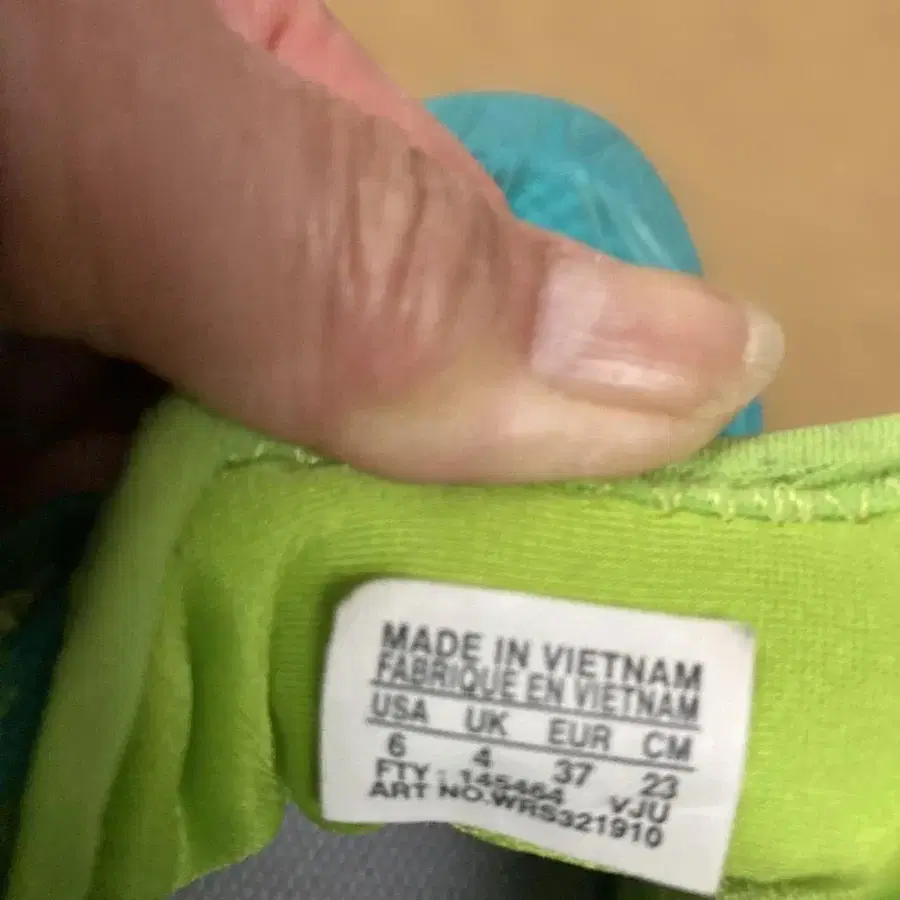 MADE IN VIETNAM
FABRIQUE EN VIETNAM
USA UK EUR CM
6 4 37 23
FTY : 145464 VJU
ART NO.WRS321910